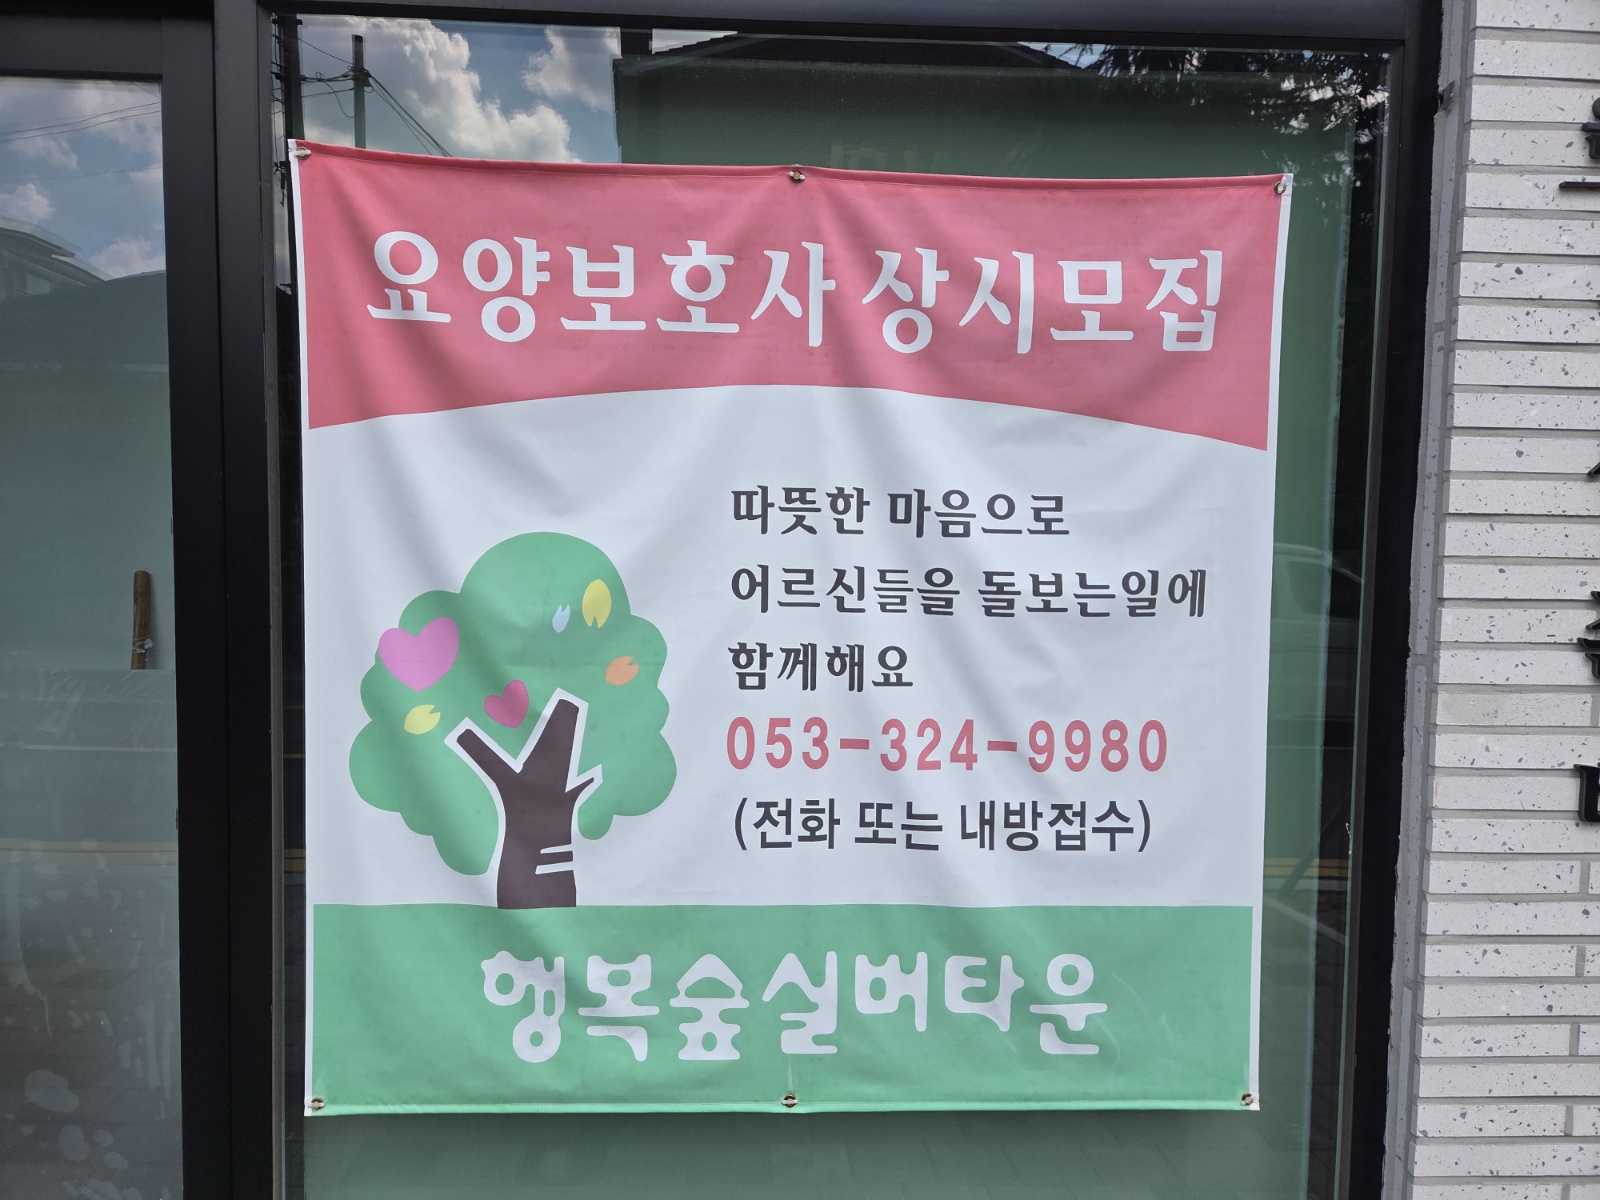 요양보호사 상시모집
따뜻한 마음으로
어르신들을 돌보는일에
함께해요
053-324-9980
(전화 또는 내방접수)
행복숲실버타운